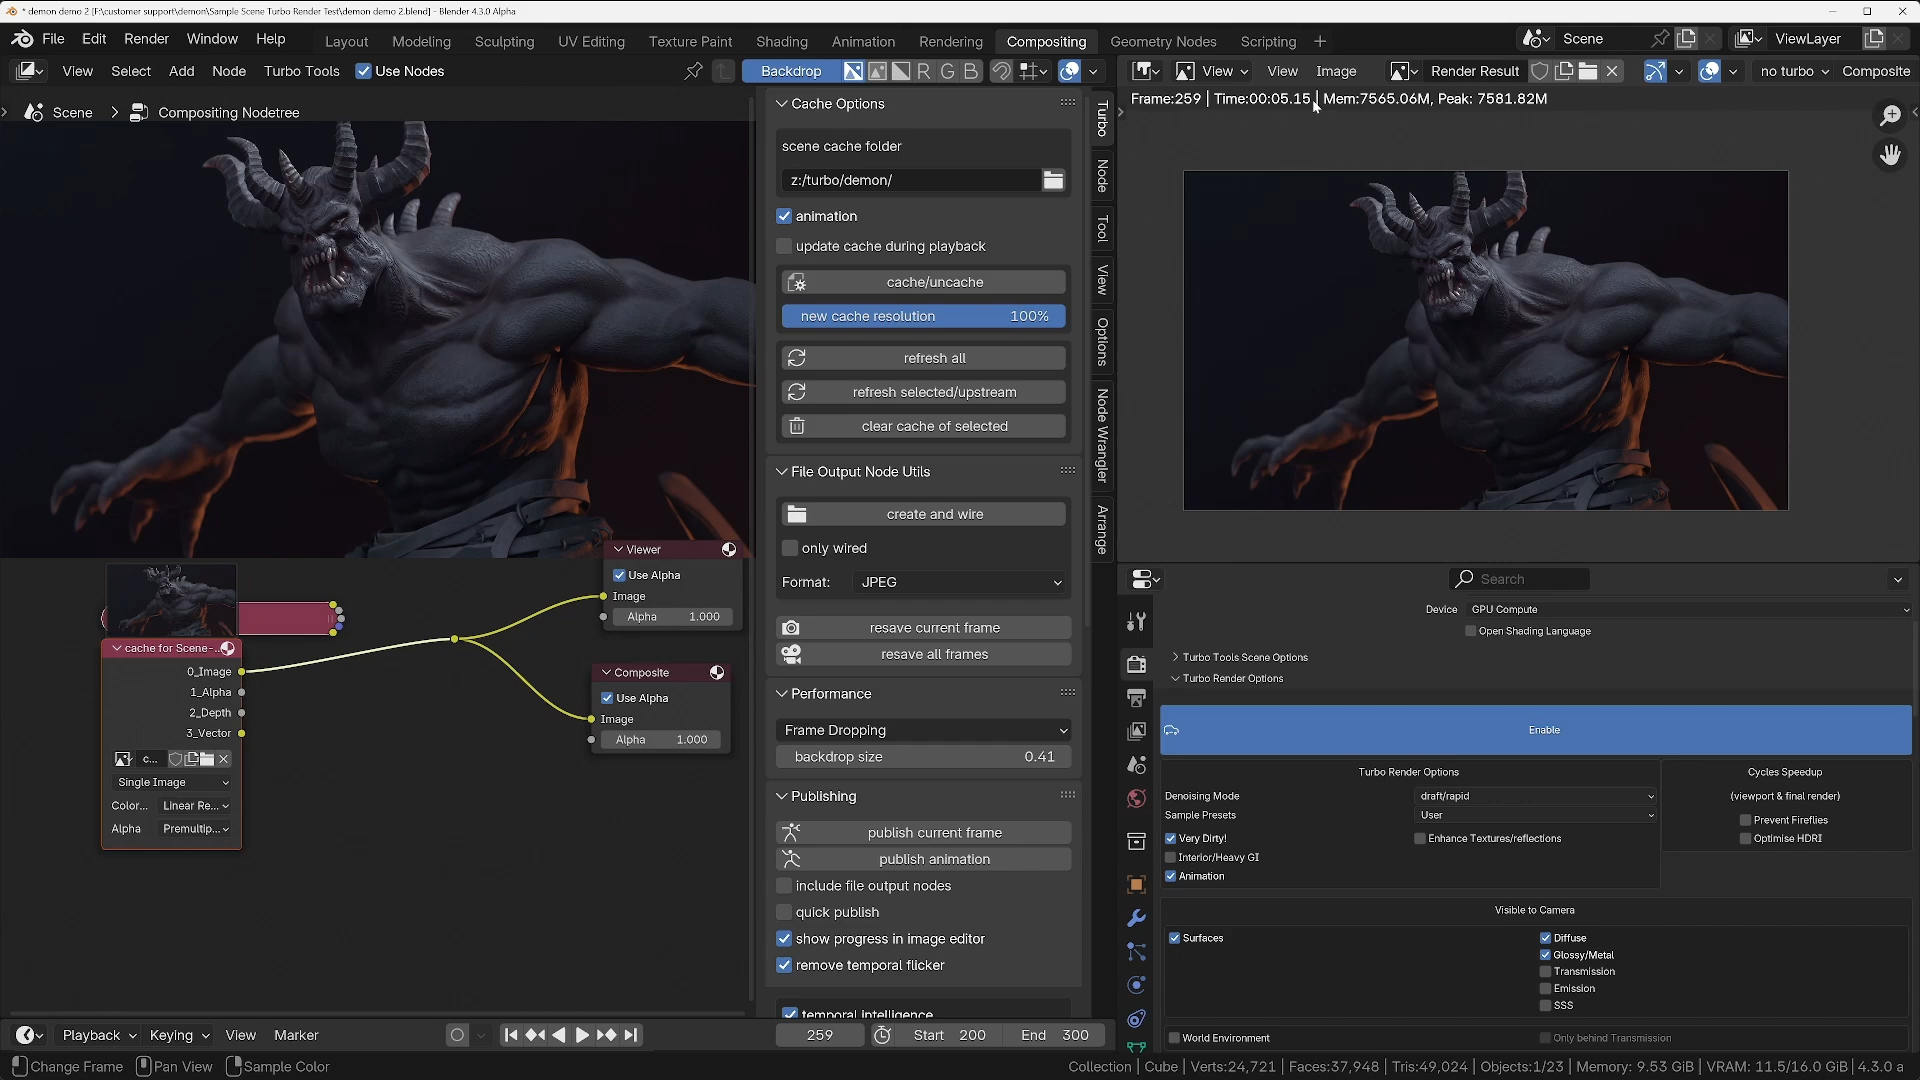 * demon demo 2 [F:\customer support\demon\Sample Scene Turbo Render Test\demon demo 2.blend] - Blender 4.3.0 Alpha
File Edit Render Window Help
Layout Modeling Sculpting UV Editing Texture Paint Shading Animation Rendering Compositing Geometry Nodes Scripting +
Scene
ViewLayer
View Select Add Node Turbo Tools Use Nodes
Backdrop
R G B
View
View Image
Render Result
no turbo
Composite
Scene > Compositing Nodetree
Frame:259 | Time:00:05.15 | Mem:7565.06M, Peak: 7581.82M
Cache Options
scene cache folder
z:/turbo/demon/
animation
update cache during playback
cache/uncache
new cache resolution 100%
refresh all
refresh selected/upstream
clear cache of selected
File Output Node Utils
create and wire
only wired
Format: JPEG
resave current frame
resave all frames
Performance
Frame Dropping
backdrop size 0.41
Publishing
publish current frame
publish animation
include file output nodes
quick publish
show progress in image editor
remove temporal flicker
temporal intelligence
Turbo
Node
Tool
View
Options
Node Wrangler
Arrange
Viewer
Use Alpha
Image
Alpha 1.000
Composite
Use Alpha
Image
Alpha 1.000
cache for Scene-...
0_Image
1_Alpha
2_Depth
3_Vector
c...
Single Image
Color... Linear Re...
Alpha Premultip...
Search
Device GPU Compute
Open Shading Language
Turbo Tools Scene Options
Turbo Render Options
Enable
Turbo Render Options
Denoising Mode draft/rapid
Sample Presets User
Very Dirty!
Enhance Textures/reflections
Interior/Heavy GI
Animation
Cycles Speedup
(viewport & final render)
Prevent Fireflies
Optimise HDRI
Visible to Camera
Surfaces
Diffuse
Glossy/Metal
Transmission
Emission
SSS
World Environment
Only behind Transmission
Playback Keying View Marker
259
Start 200
End 300
Change Frame
Pan View
Sample Color
Collection | Cube | Verts:24,721 | Faces:37,948 | Tris:49,024 | Objects:1/23 | Memory: 9.53 GiB | VRAM: 11.5/16.0 GiB | 4.3.0 a